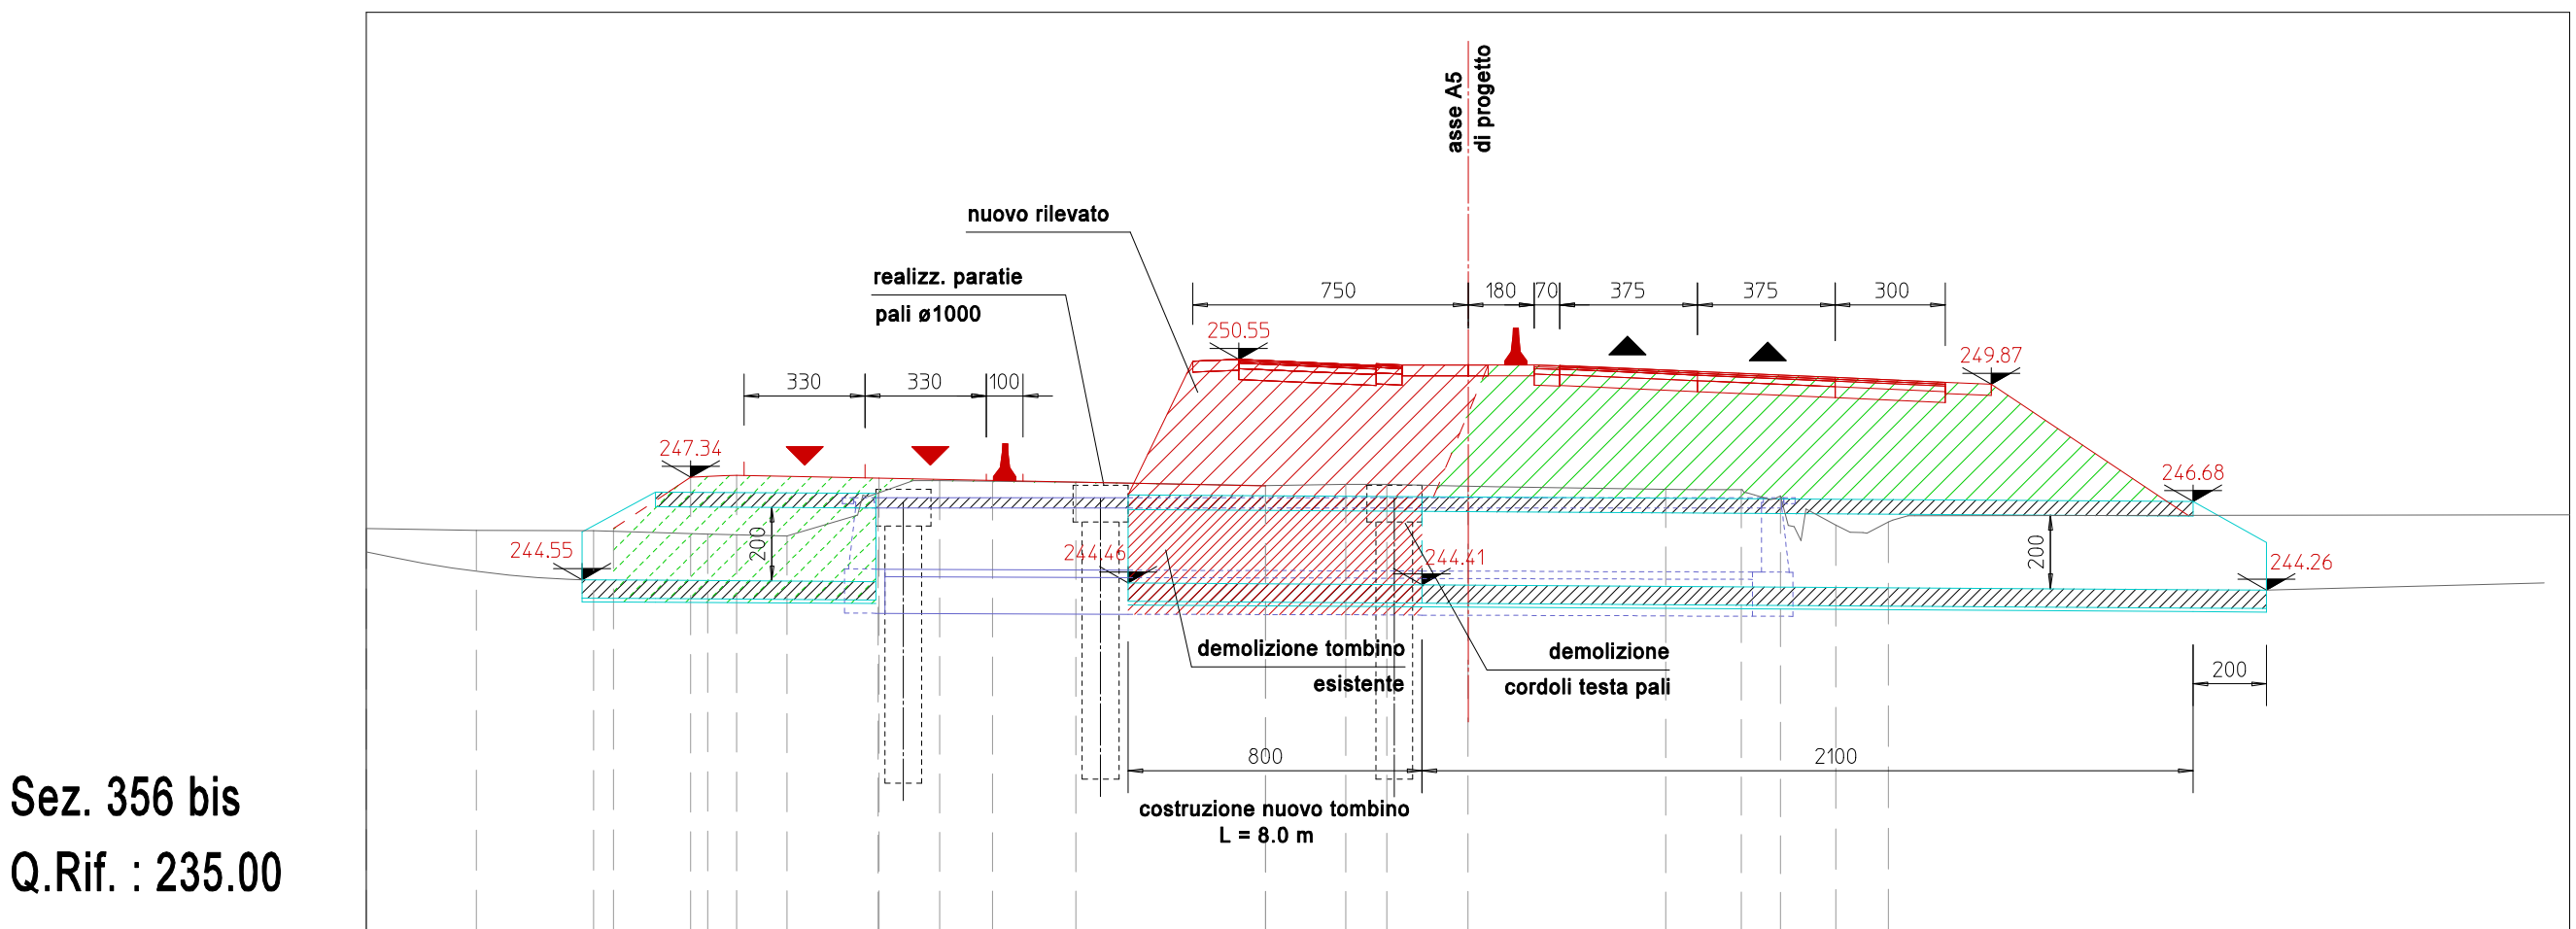 asse A5
di progetto
nuovo rilevato
realizz. paratie
pali ø1000
750
180
70
375
375
300
250.55
249.87
330
330
100
247.34
246.68
244.55
200
244.46
244.41
200
244.26
demolizione tombino
esistente
demolizione
cordoli testa pali
200
800
2100
costruzione nuovo tombino
L = 8.0 m
Sez. 356 bis
Q.Rif. : 235.00